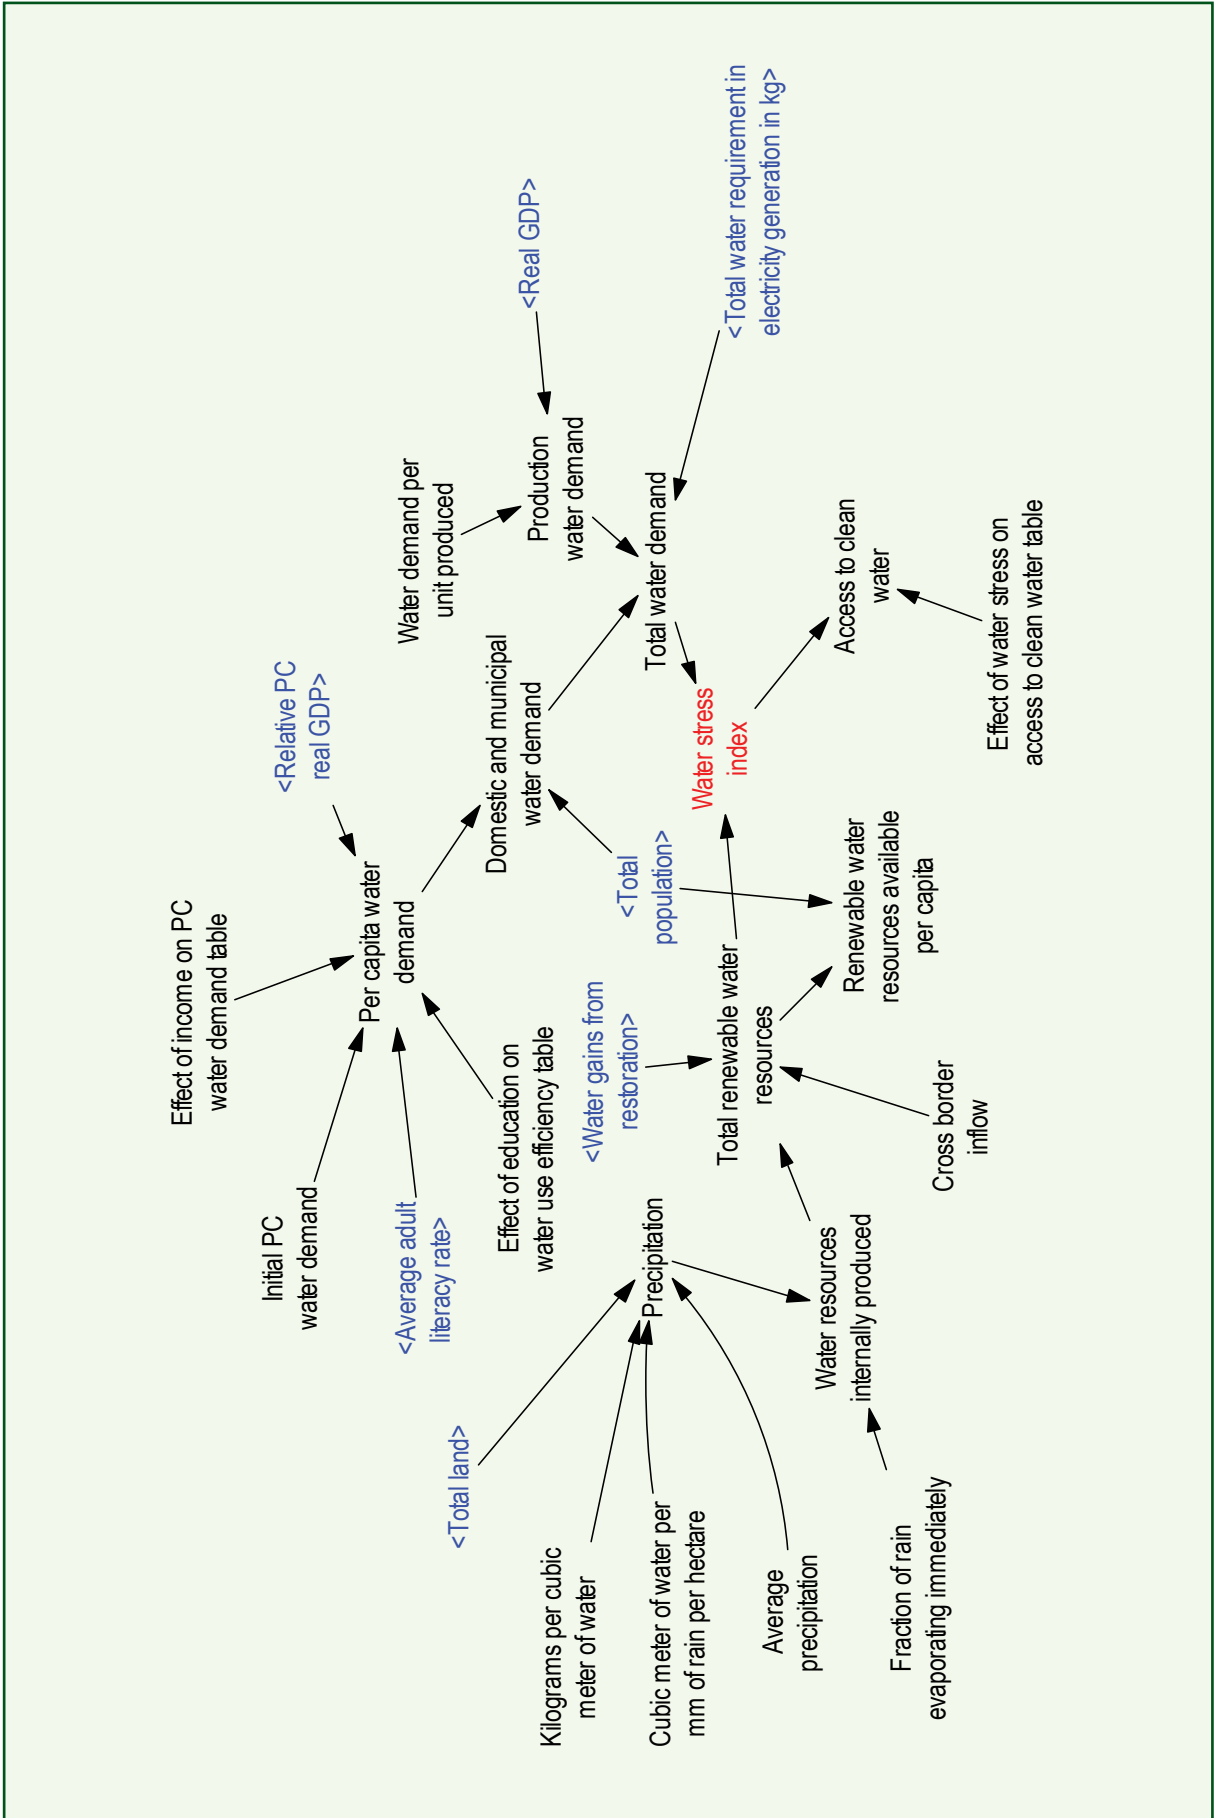 Effect of income on PC
water demand table
<Relative PC
real GDP>
Initial PC
water demand
Per capita water
demand
<Average adult
literacy rate>
Water demand per
unit produced
<Real GDP>
<Total land>
Effect of education on
water use efficiency table
Domestic and municipal
water demand
Production
water demand
Kilograms per cubic
meter of water
<Water gains from
restoration>
<Total
population>
Cubic meter of water per
mm of rain per hectare
Precipitation
Total water demand
Water stress
index
<Total water requirement in
electricity generation in kg>
Average
precipitation
Total renewable water
resources
Water resources
internally produced
Renewable water
resources available
per capita
Access to clean
water
Fraction of rain
evaporating immediately
Cross border
inflow
Effect of water stress on
access to clean water table